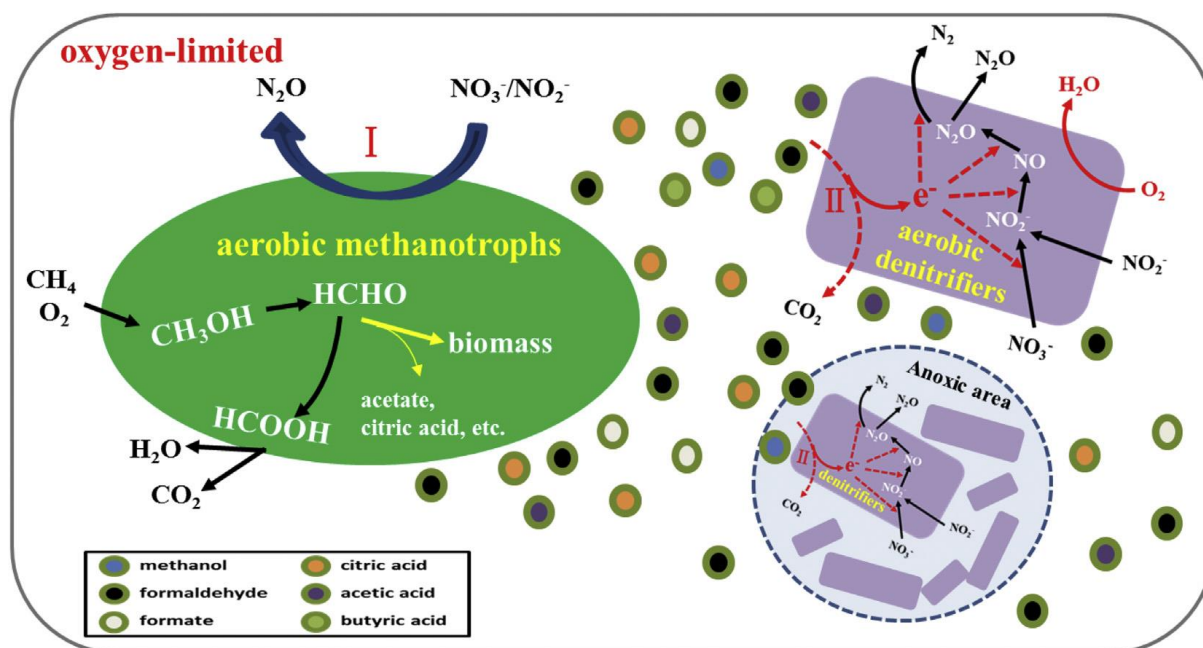 oxygen-limited
N₂O
NO₃⁻/NO₂⁻
I
aerobic methanotrophs
CH₄
O₂
CH₃OH
HCHO
biomass
acetate,
citric acid, etc.
HCOOH
H₂O
CO₂
N₂
N₂O
H₂O
N₂O
NO
O₂
II
e⁻
NO₂⁻
aerobic
denitrifiers
NO₂⁻
CO₂
NO₃⁻
Anoxic area
N₂
N₂O
N₂O
NO
II
e⁻
NO₂⁻
denitrifiers
CO₂
NO₂⁻
NO₃⁻
methanol
citric acid
formaldehyde
acetic acid
formate
butyric acid